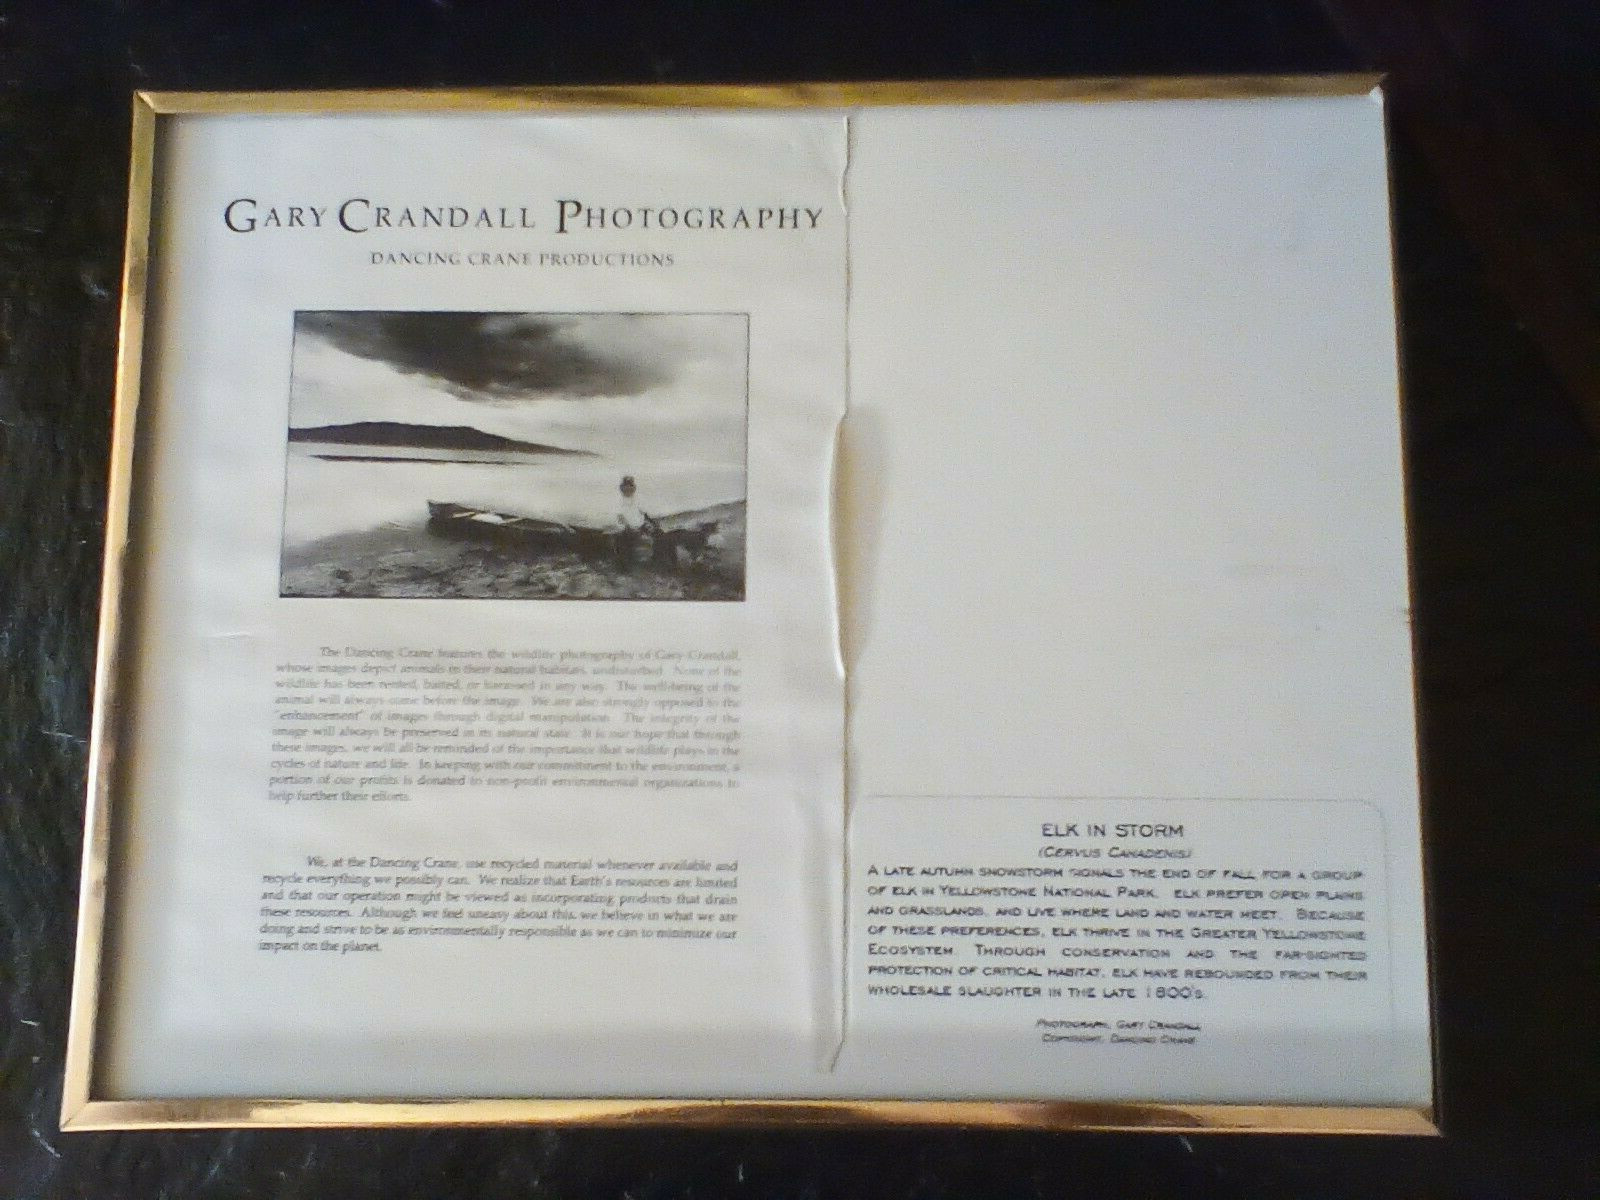 GARY CRANDALL PHOTOGRAPHY
DANCING CRANE PRODUCTIONS
The Dancing Crane features the wildlife photography of Gary Crandall,
whose images depict animals in their natural habitats, undisturbed. None of the
wildlife has been rented, baited, or harassed in any way. The well-being of the
animal will always come before the image. We are also strongly opposed to the
"enhancement" of images through digital manipulation. The integrity of the
image will always be preserved in its natural state. It is our hope that through
these images, we will all be reminded of the importance that wildlife plays in the
cycles of nature and life. In keeping with our commitment to the environment, a
portion of our profits is donated to non-profit environmental organizations to
help further their efforts.
We, at the Dancing Crane, use recycled material whenever available and
recycle everything we possibly can. We realize that Earth's resources are limited
and that our operation might be viewed as incorporating products that drain
these resources. Although we feel uneasy about this, we believe in what we are
doing and strive to be as environmentally responsible as we can to minimize our
impact on the planet.
ELK IN STORM
(CERVUS CANADENIS)
A LATE AUTUMN SNOWSTORM SIGNALS THE END OF FALL FOR A GROUP
OF ELK IN YELLOWSTONE NATIONAL PARK. ELK PREFER OPEN PLAINS
AND GRASSLANDS, AND LIVE WHERE LAND AND WATER MEET. BECAUSE
OF THESE PREFERENCES, ELK THRIVE IN THE GREATER YELLOWSTONE
ECOSYSTEM. THROUGH CONSERVATION AND THE FAR-SIGHTED
PROTECTION OF CRITICAL HABITAT, ELK HAVE REBOUNDED FROM THEIR
WHOLESALE SLAUGHTER IN THE LATE 1800'S.
PHOTOGRAPH, GARY CRANDALL
COPYRIGHT, DANCING CRANE